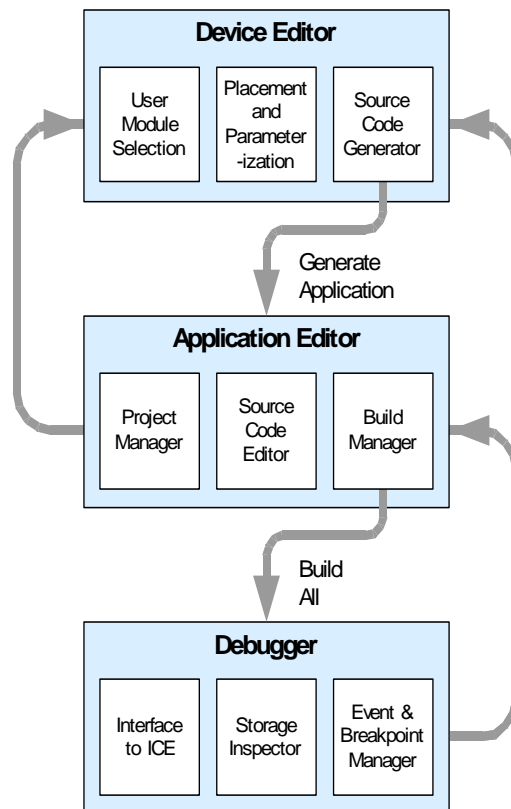 Device Editor
User
Module
Selection
Placement
and
Parameter
-ization
Source
Code
Generator
Generate
Application
Application Editor
Project
Manager
Source
Code
Editor
Build
Manager
Build
All
Debugger
Interface
to ICE
Storage
Inspector
Event &
Breakpoint
Manager